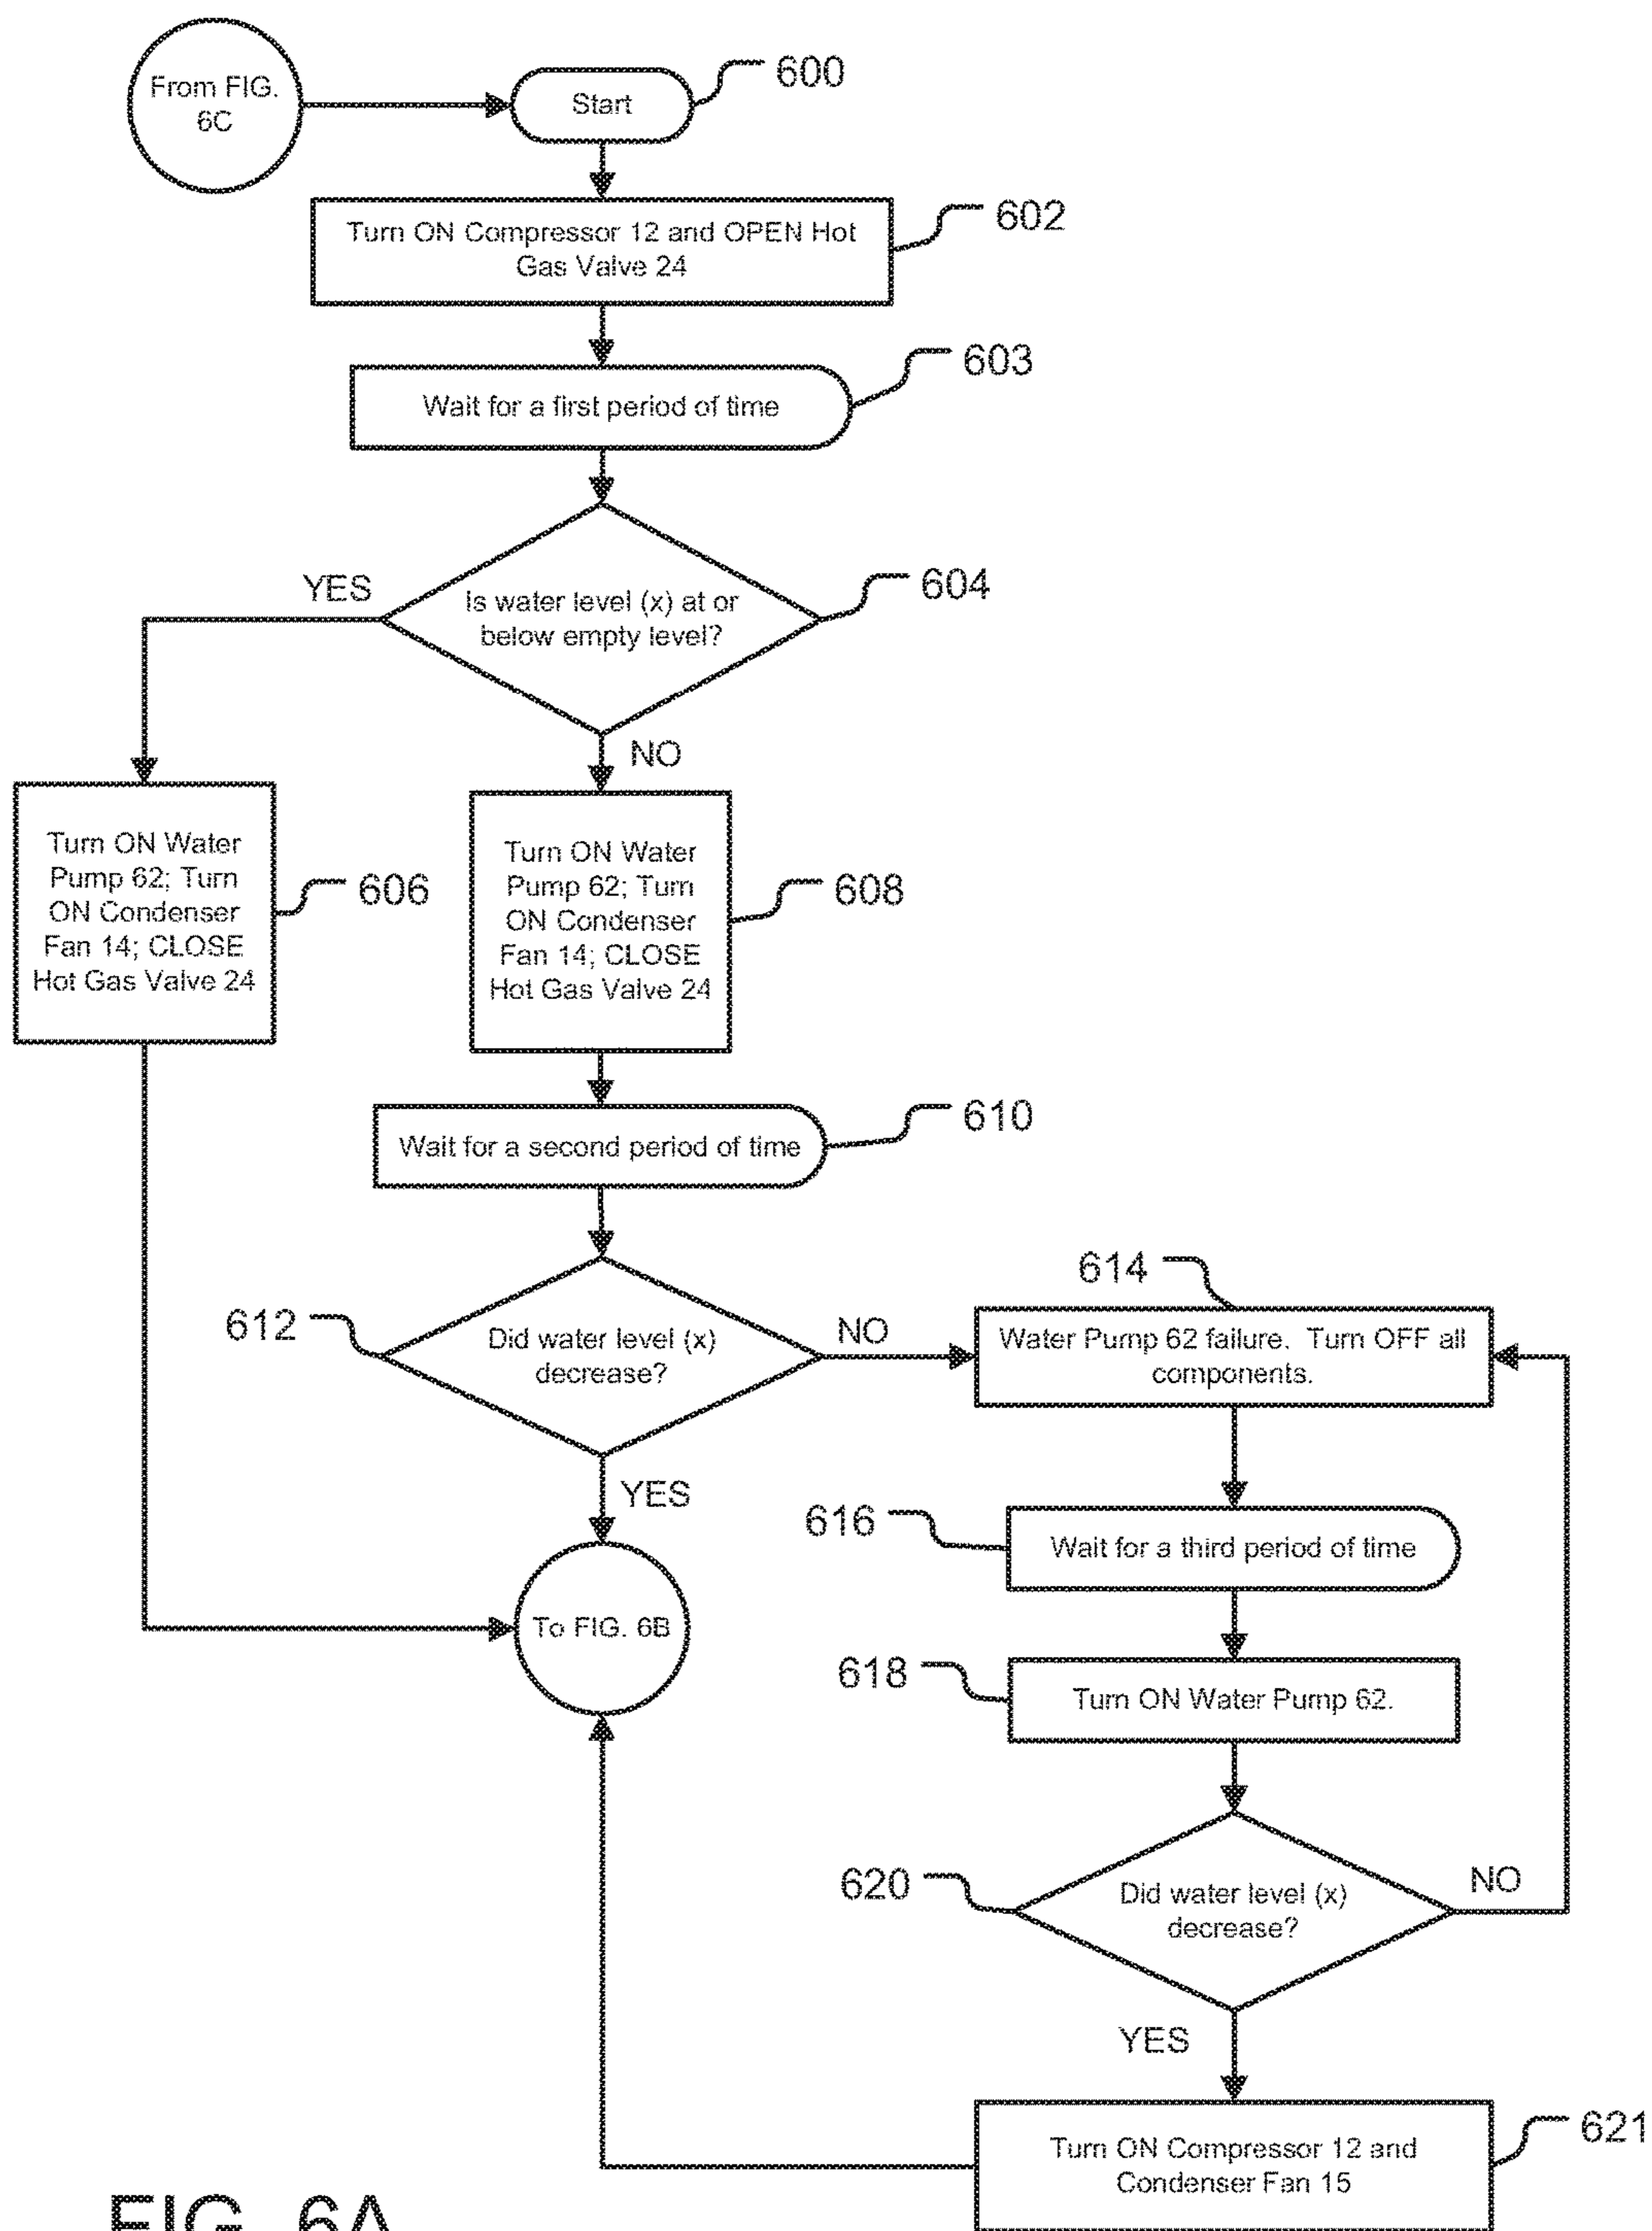 From FIG.
6C
Start
600
Turn ON Compressor 12 and OPEN Hot
Gas Valve 24
602
Wait for a first period of time
603
Is water level (x) at or
below empty level?
604
YES
NO
Turn ON Water
Pump 62; Turn
ON Condenser
Fan 14; CLOSE
Hot Gas Valve 24
606
Turn ON Water
Pump 62; Turn
ON Condenser
Fan 14; CLOSE
Hot Gas Valve 24
608
Wait for a second period of time
610
612
Did water level (x)
decrease?
NO
YES
614
Water Pump 62 failure. Turn OFF all
components.
616
Wait for a third period of time
To FIG. 6B
618
Turn ON Water Pump 62.
620
Did water level (x)
decrease?
NO
YES
Turn ON Compressor 12 and
Condenser Fan 15
621
FIG. 6A